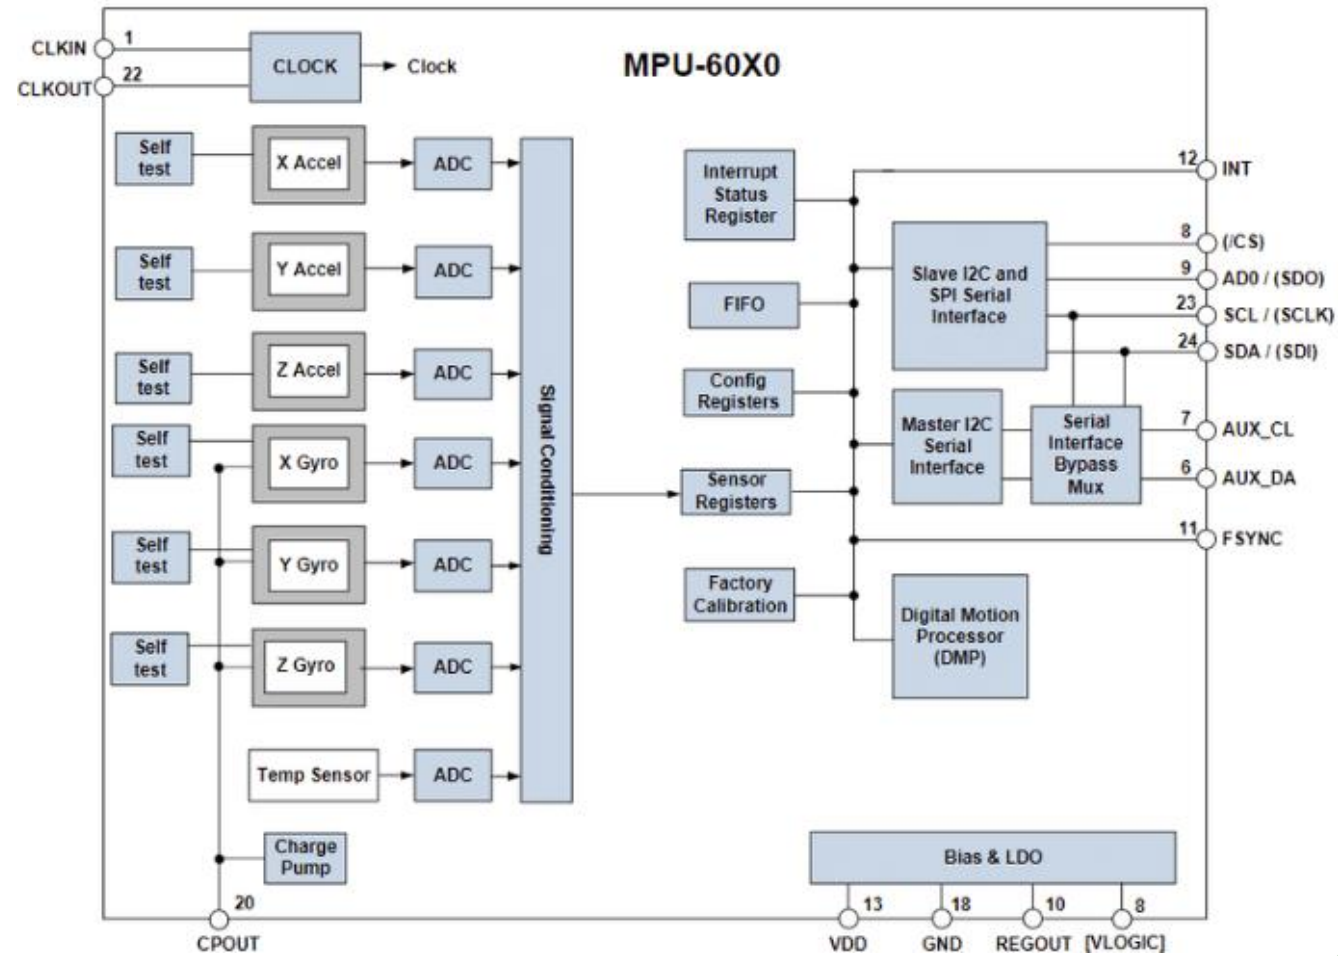 MPU-60X0
CLKIN
1
CLKOUT
22
CLOCK
Clock
Self
test
X Accel
ADC
Self
test
Y Accel
ADC
Self
test
Z Accel
ADC
Self
test
X Gyro
ADC
Self
test
Y Gyro
ADC
Self
test
Z Gyro
ADC
Temp Sensor
ADC
Charge
Pump
20
CPOUT
Signal Conditioning
Interrupt
Status
Register
FIFO
Config
Registers
Sensor
Registers
Factory
Calibration
Slave I2C and
SPI Serial
Interface
Master I2C
Serial
Interface
Serial
Interface
Bypass
Mux
Digital Motion
Processor
(DMP)
12
INT
8
(/CS)
9
AD0 / (SDO)
23
SCL / (SCLK)
24
SDA / (SDI)
7
AUX_CL
6
AUX_DA
11
FSYNC
Bias & LDO
13
18
10
8
VDD
GND
REGOUT
[VLOGIC]